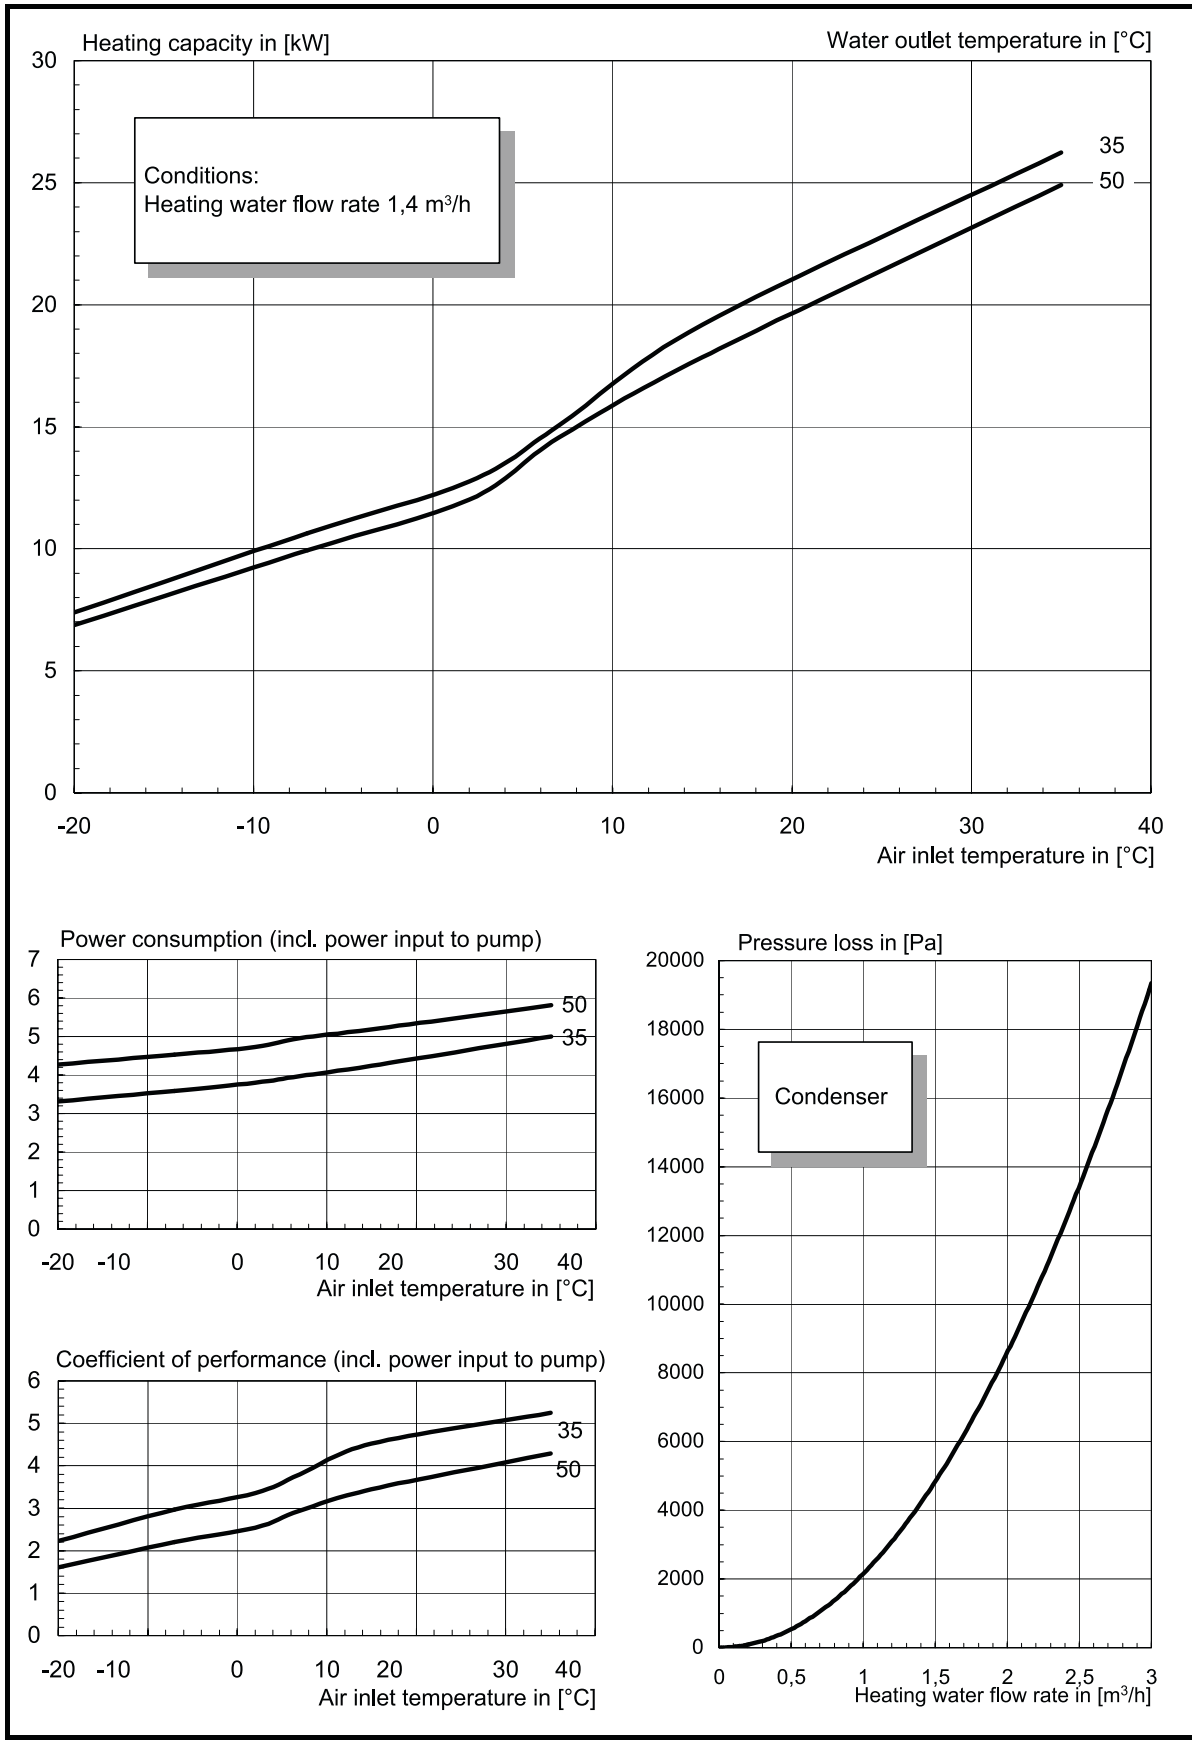 Heating capacity in [kW]
Water outlet temperature in [°C]
30
25
20
15
10
5
0
Conditions:
Heating water flow rate 1,4 m³/h
35
50
-20 -10 0 10 20 30 40
Air inlet temperature in [°C]
Power consumption (incl. power input to pump)
7
6
5
4
3
2
1
0
50
35
-20 -10 0 10 20 30 40
Air inlet temperature in [°C]
Coefficient of performance (incl. power input to pump)
6
5
4
3
2
1
0
35
50
-20 -10 0 10 20 30 40
Air inlet temperature in [°C]
Pressure loss in [Pa]
20000
18000
16000
14000
12000
10000
8000
6000
4000
2000
0
Condenser
0 0,5 1 1,5 2 2,5 3
Heating water flow rate in [m³/h]